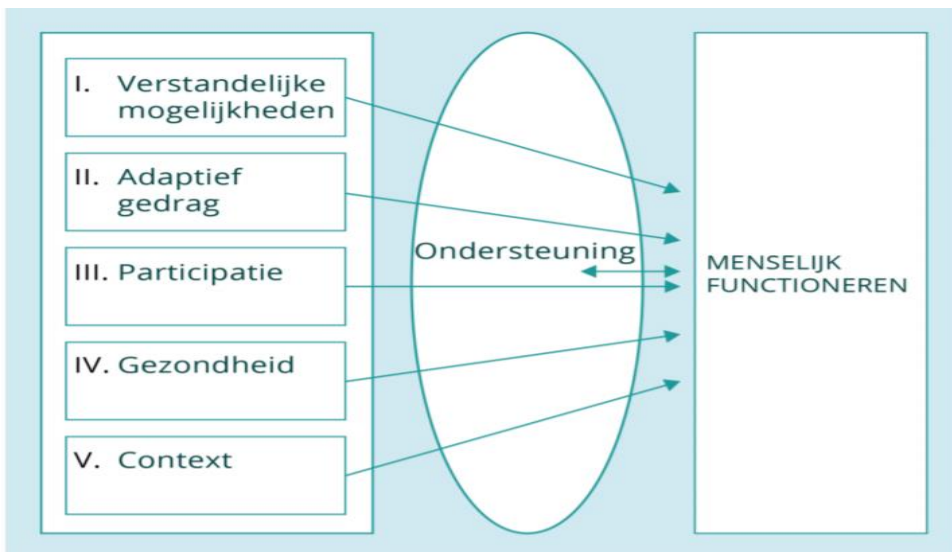 I. Verstandelijke
mogelijkheden
II. Adaptief
gedrag
III. Participatie
IV. Gezondheid
V. Context
Ondersteuning
MENSELIJK
FUNCTIONEREN